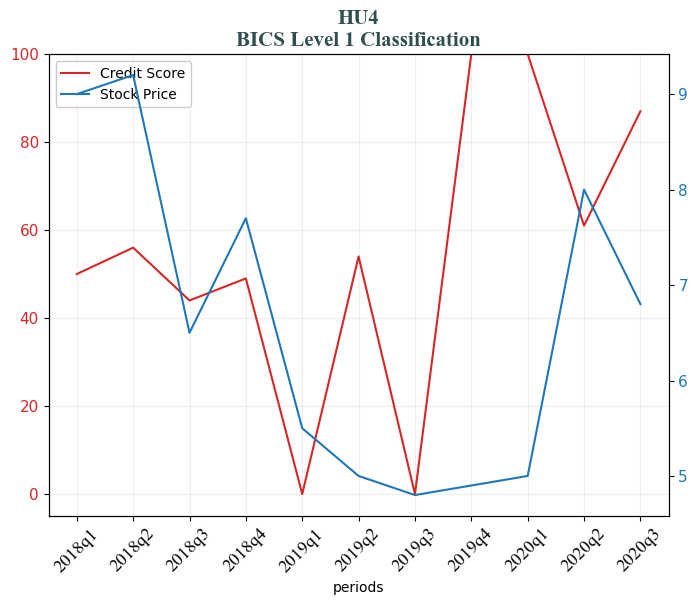 HU4
BICS Level 1 Classification
Credit Score
Stock Price
100
80
60
40
20
0
9
8
7
6
5
2018q1
2018q2
2018q3
2018q4
2019q1
2019q2
2019q3
2019q4
2020q1
2020q2
2020q3
periods